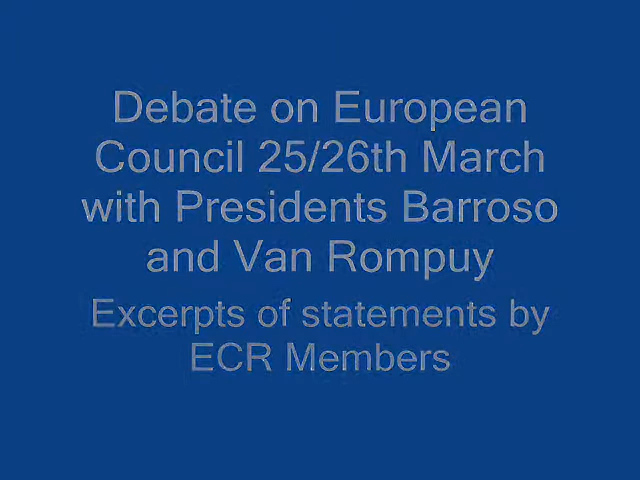 Debate on European
Council 25/26th March
with Presidents Barroso
and Van Rompuy
Excerpts of statements by
ECR Members